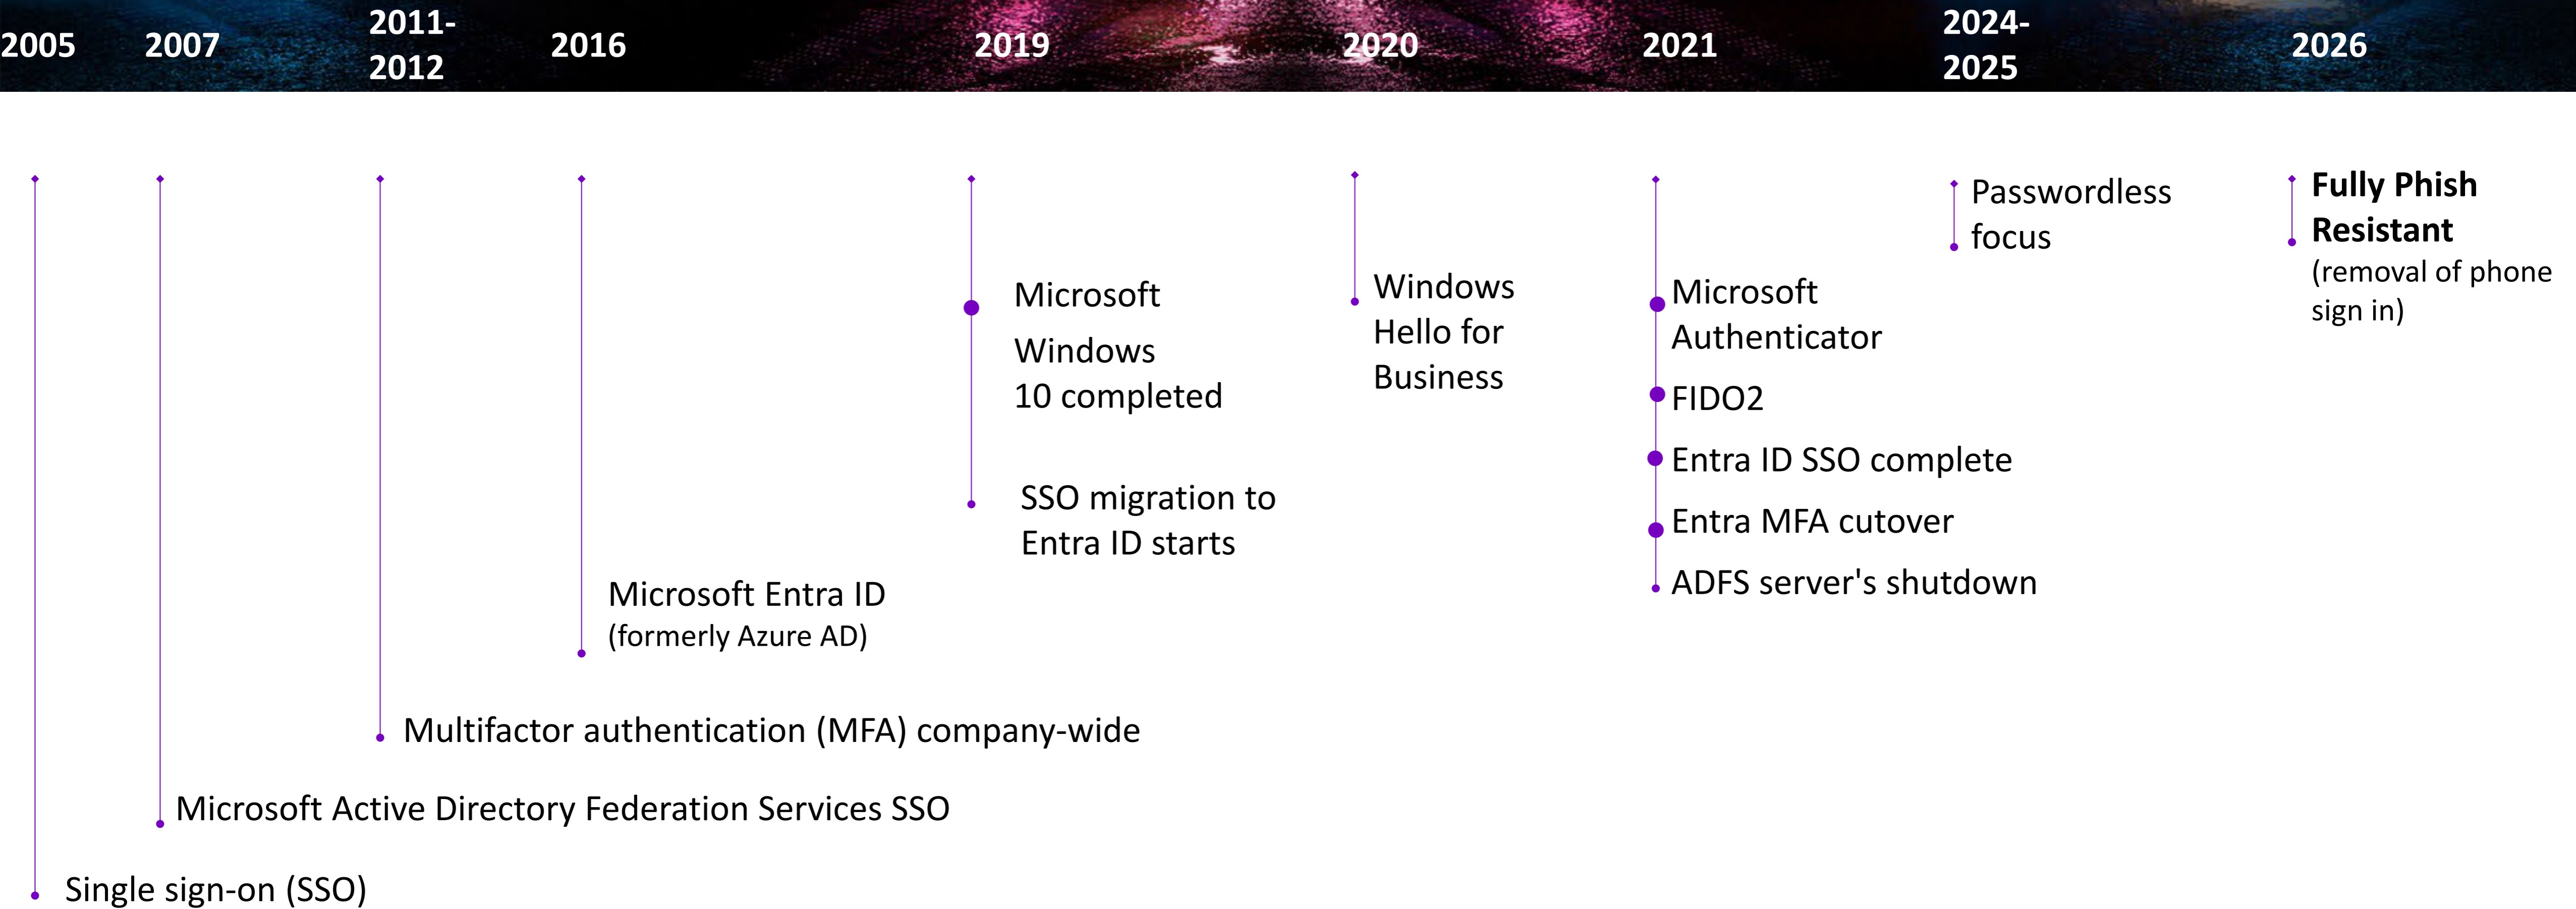 2005
2007
2011-
2012
2016
2019
2020
2021
2024-
2025
2026
Single sign-on (SSO)
Microsoft Active Directory Federation Services SSO
Multifactor authentication (MFA) company-wide
Microsoft Entra ID
(formerly Azure AD)
Microsoft
Windows
10 completed
SSO migration to
Entra ID starts
Windows
Hello for
Business
Microsoft
Authenticator
FIDO2
Entra ID SSO complete
Entra MFA cutover
ADFS server's shutdown
Passwordless
focus
Fully Phish
Resistant
(removal of phone
sign in)